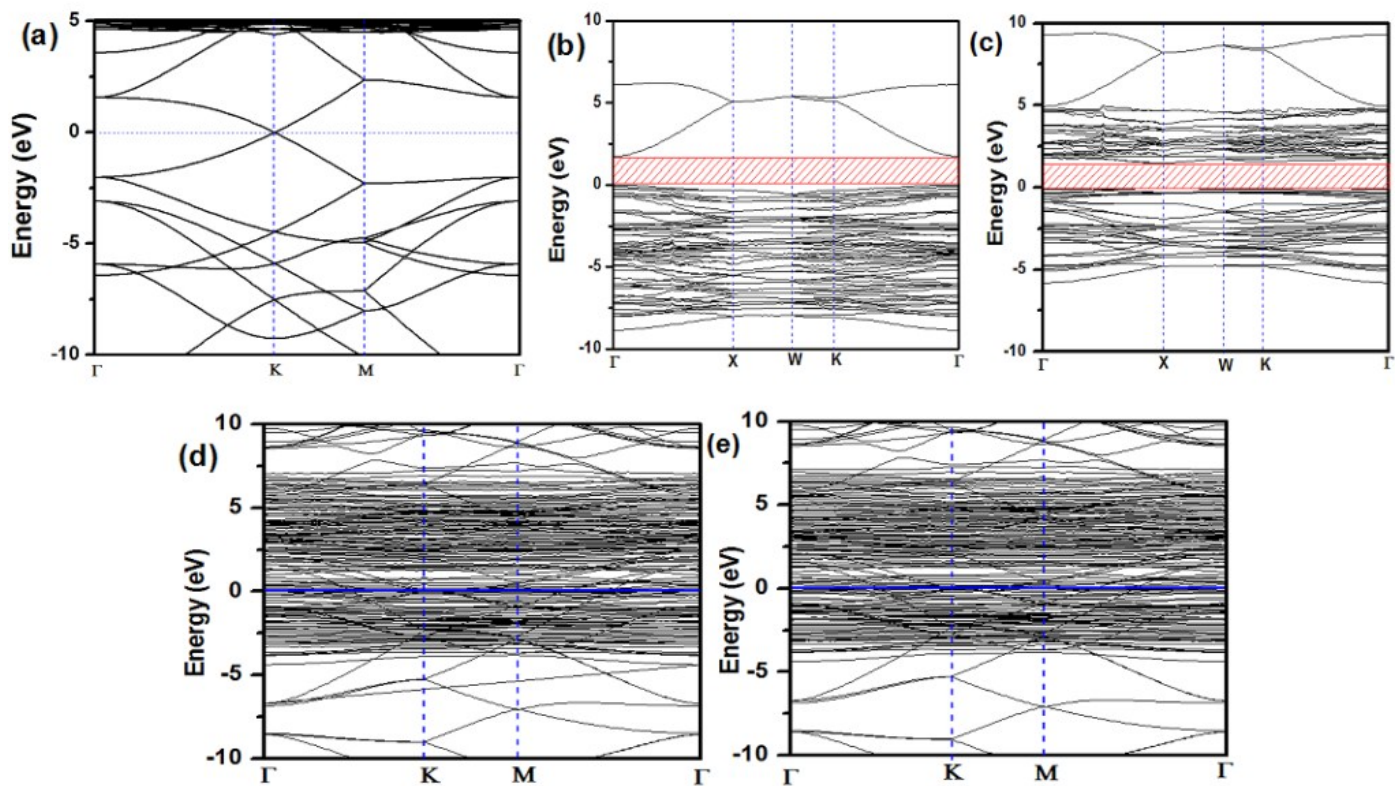 (a)
Energy (eV)
5
0
-5
-10
Γ K M Γ
(b)
Energy (eV)
10
5
0
-5
-10
Γ X W K Γ
(c)
Energy (eV)
10
5
0
-5
-10
Γ X W K Γ
(d)
Energy (eV)
10
5
0
-5
-10
Γ K M Γ
(e)
Energy (eV)
10
5
0
-5
-10
Γ K M Γ